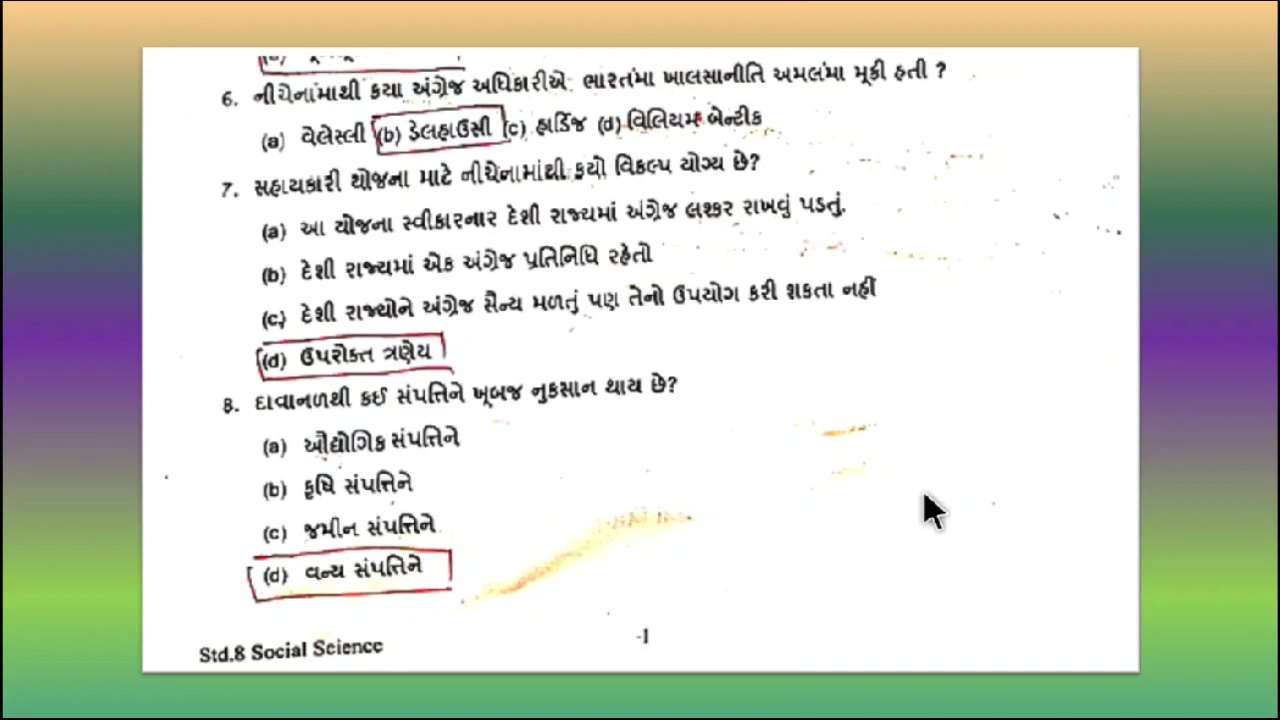 6. નીચેનામાથી કયા અંગ્રેજ અધિકારીએ ભારતમા ખાલસાનીતિ અમલમા મૂકી હતી ?
(a) વેલેસ્લી (b) ડેલહાઉસી (c) હાર્ડિંજ (d) વિલિયમ બેન્ટીક
7. સહાયકારી યોજના માટે નીચેનામાંથી કયો વિકલ્પ યોગ્ય છે?
(a) આ યોજના સ્વીકારનાર દેશી રાજ્યમાં અંગ્રેજ લશ્કર રાખવું પડતું.
(b) દેશી રાજ્યમાં એક અંગ્રેજ પ્રતિનિધિ રહેતો
(c) દેશી રાજ્યોને અંગ્રેજ સૈન્ય મળતું પણ તેનો ઉપયોગ કરી શકતા નહીં
(d) ઉપરોક્ત ત્રણેય
8. દાવાનળથી કઈ સંપત્તિને ખૂબજ નુકસાન થાય છે?
(a) ઔદ્યોગિક સંપત્તિને
(b) કૃષિ સંપત્તિને
(c) જમીન સંપત્તિને
(d) વન્ય સંપત્તિને
Std.8 Social Science
-1